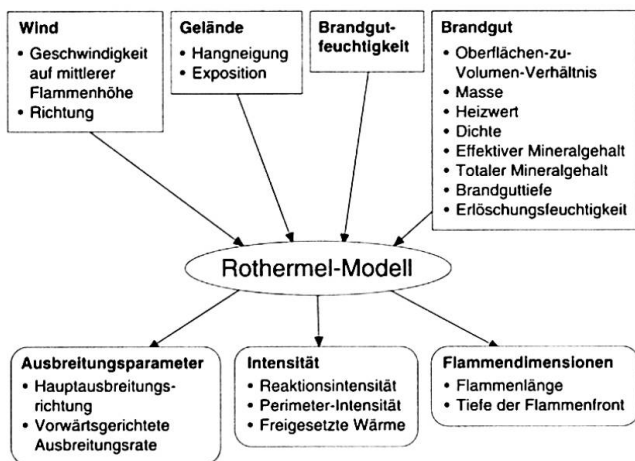 Wind
• Geschwindigkeit
auf mittlerer
Flammenhöhe
• Richtung
Gelände
• Hangneigung
• Exposition
Brandgut-
feuchtigkeit
Brandgut
• Oberflächen-zu-
Volumen-Verhältnis
• Masse
• Heizwert
• Dichte
• Effektiver Mineralgehalt
• Totaler Mineralgehalt
• Brandguttiefe
• Erlöschungsfeuchtigkeit
Rothermel-Modell
Ausbreitungsparameter
• Hauptausbreitungs-
richtung
• Vorwärtsgerichtete
Ausbreitungsrate
Intensität
• Reaktionsintensität
• Perimeter-Intensität
• Freigesetzte Wärme
Flammendimensionen
• Flammenlänge
• Tiefe der Flammenfront